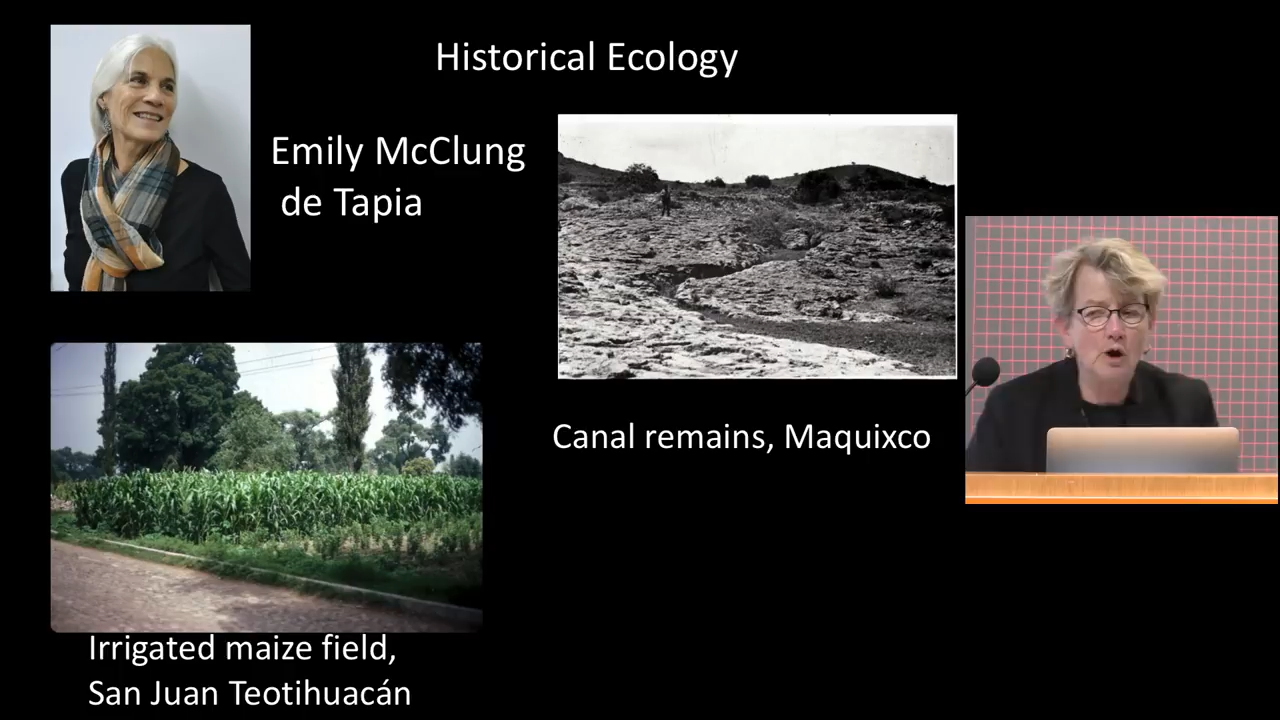 Historical Ecology
Emily McClung
de Tapia
Canal remains, Maquixco
Irrigated maize field,
San Juan Teotihuacán